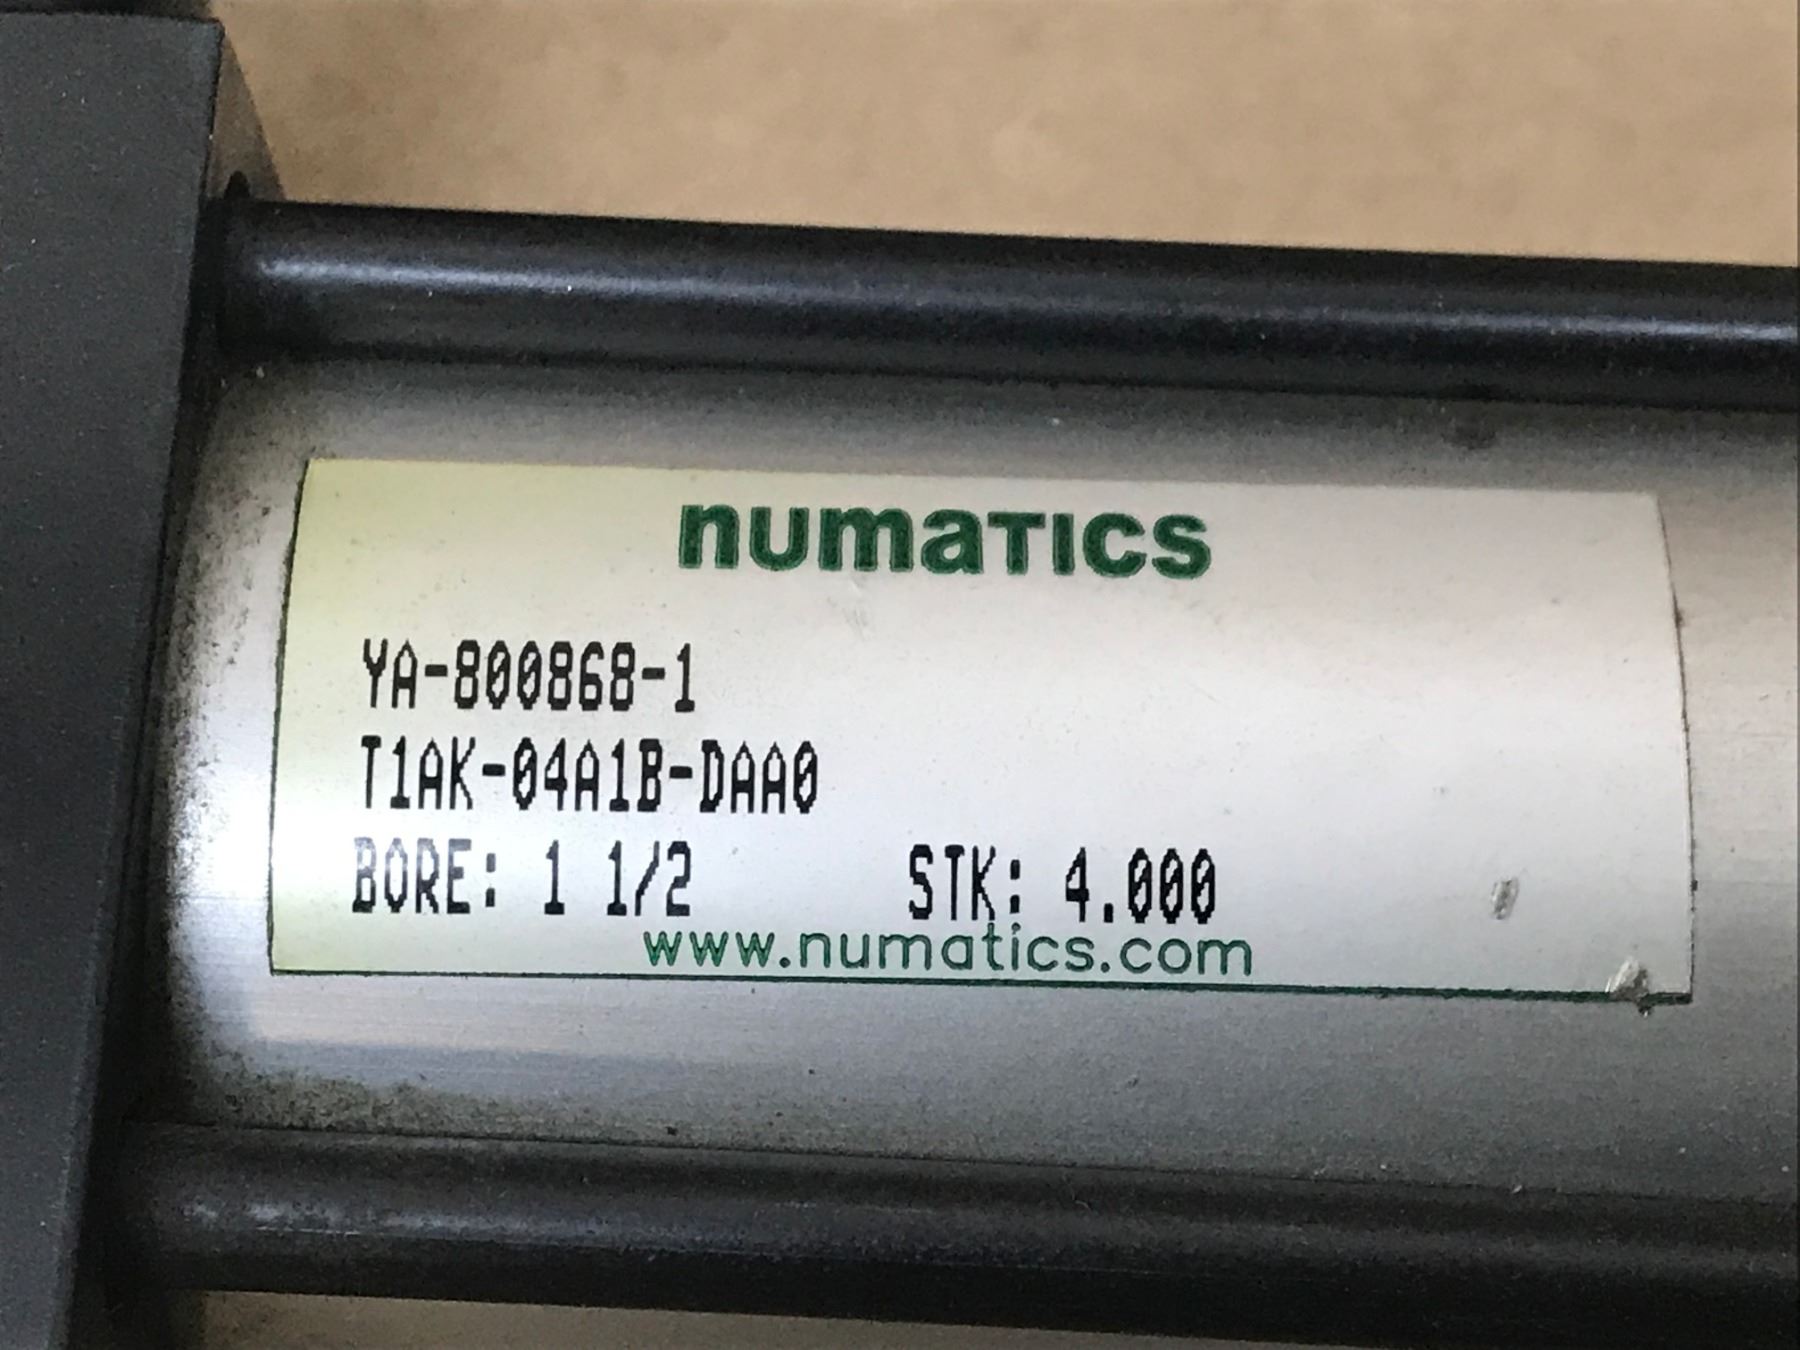 numatics
YA-800868-1
T1AK-04A1B-DAA0
BORE: 1 1/2 STK: 4.000
www.numatics.com